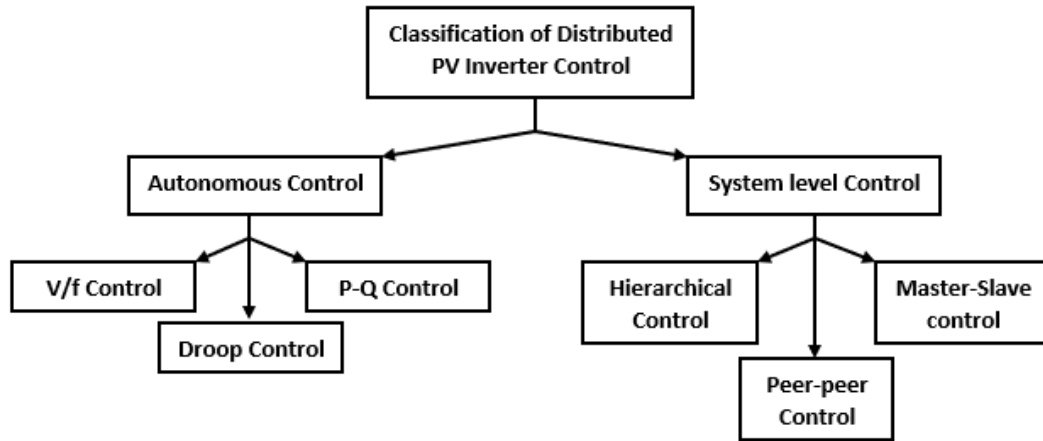 Classification of Distributed
PV Inverter Control
Autonomous Control
System level Control
V/f Control
P-Q Control
Droop Control
Hierarchical
Control
Master-Slave
control
Peer-peer
Control